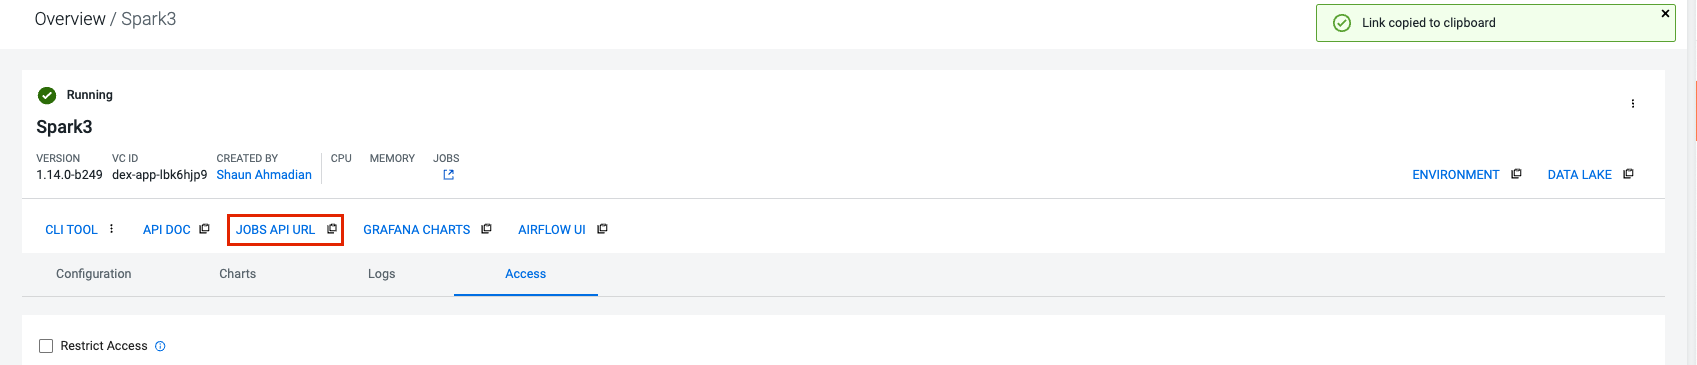 Overview / Spark3
Link copied to clipboard
Running
Spark3
VERSION VC ID CREATED BY CPU MEMORY JOBS
1.14.0-b249 dex-app-lbk6hjp9 Shaun Ahmadian
ENVIRONMENT DATA LAKE
CLI TOOL API DOC JOBS API URL GRAFANA CHARTS AIRFLOW UI
Configuration Charts Logs Access
Restrict Access